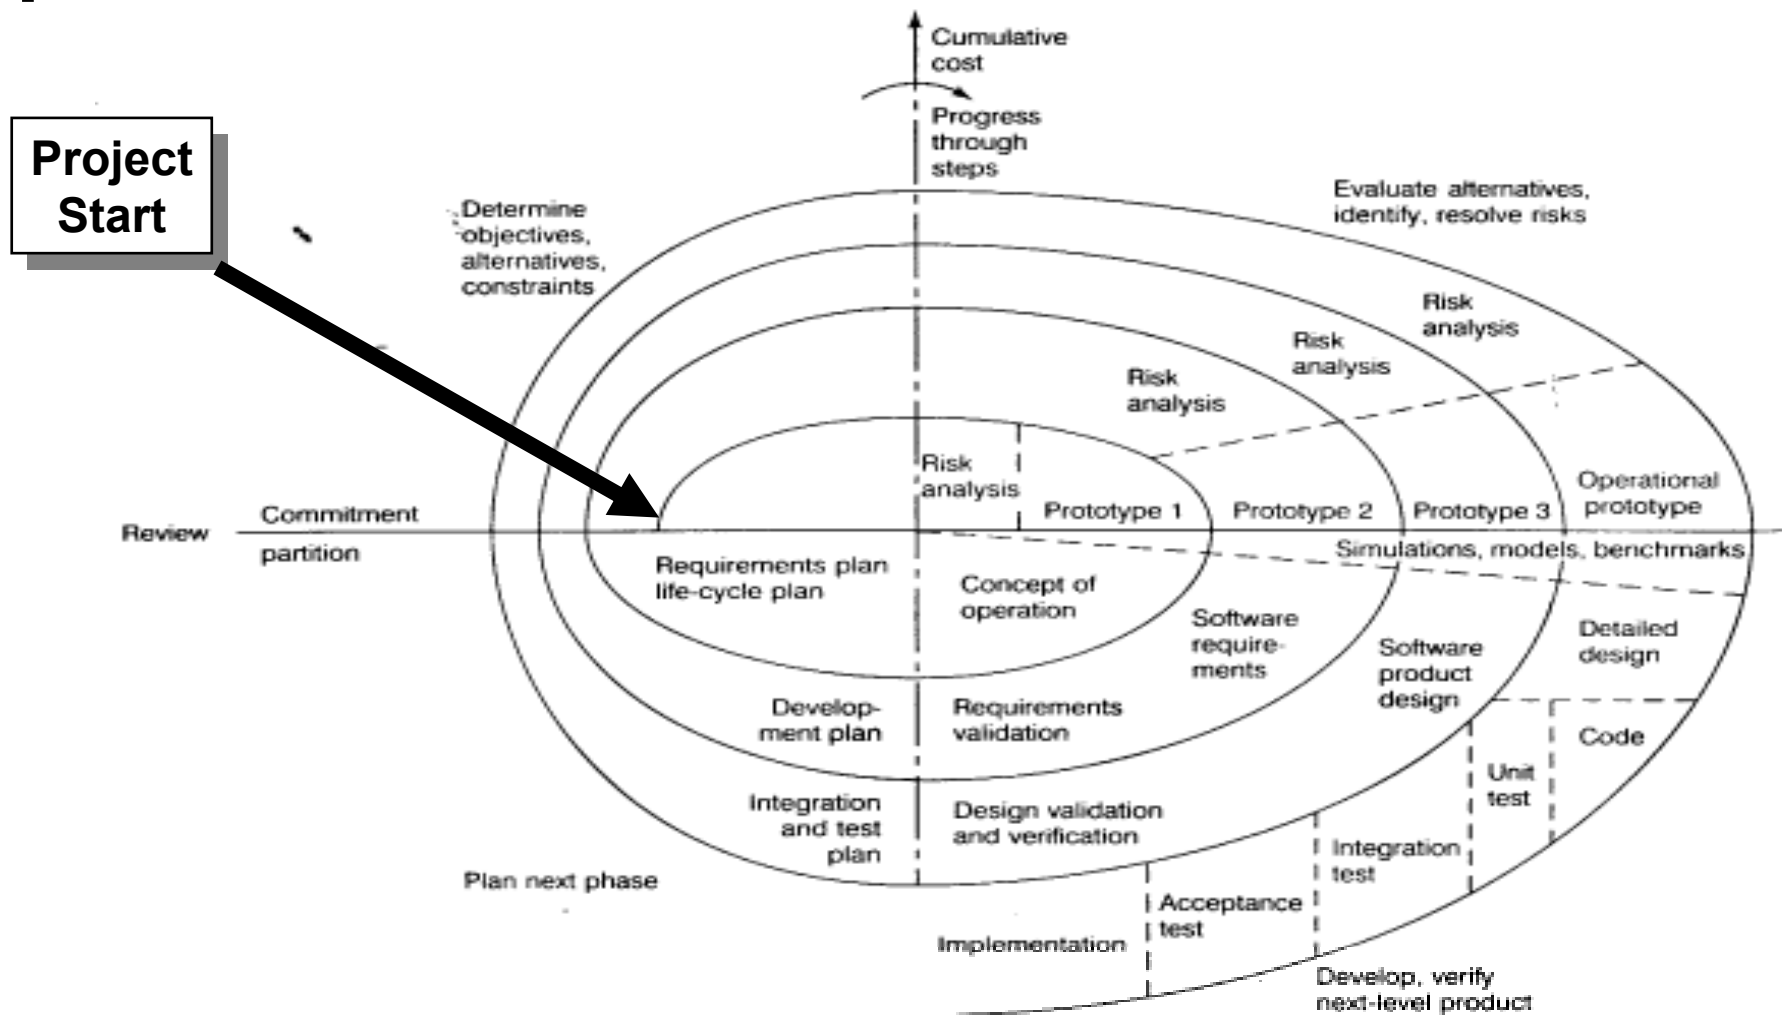 Cumulative
cost
Progress
through
steps
Project
Start
Evaluate alternatives,
identify, resolve risks
Determine
objectives,
alternatives,
constraints
Risk
analysis
Risk
analysis
Risk
analysis
Risk
analysis
Prototype 1
Prototype 2
Prototype 3
Operational
prototype
Review
Commitment
partition
Simulations, models, benchmarks
Requirements plan
life-cycle plan
Concept of
operation
Software
require-
ments
Software
product
design
Detailed
design
Develop-
ment plan
Requirements
validation
Code
Unit
test
Integration
and test
plan
Design validation
and verification
Integration
test
Plan next phase
Acceptance
test
Implementation
Develop, verify
next-level product